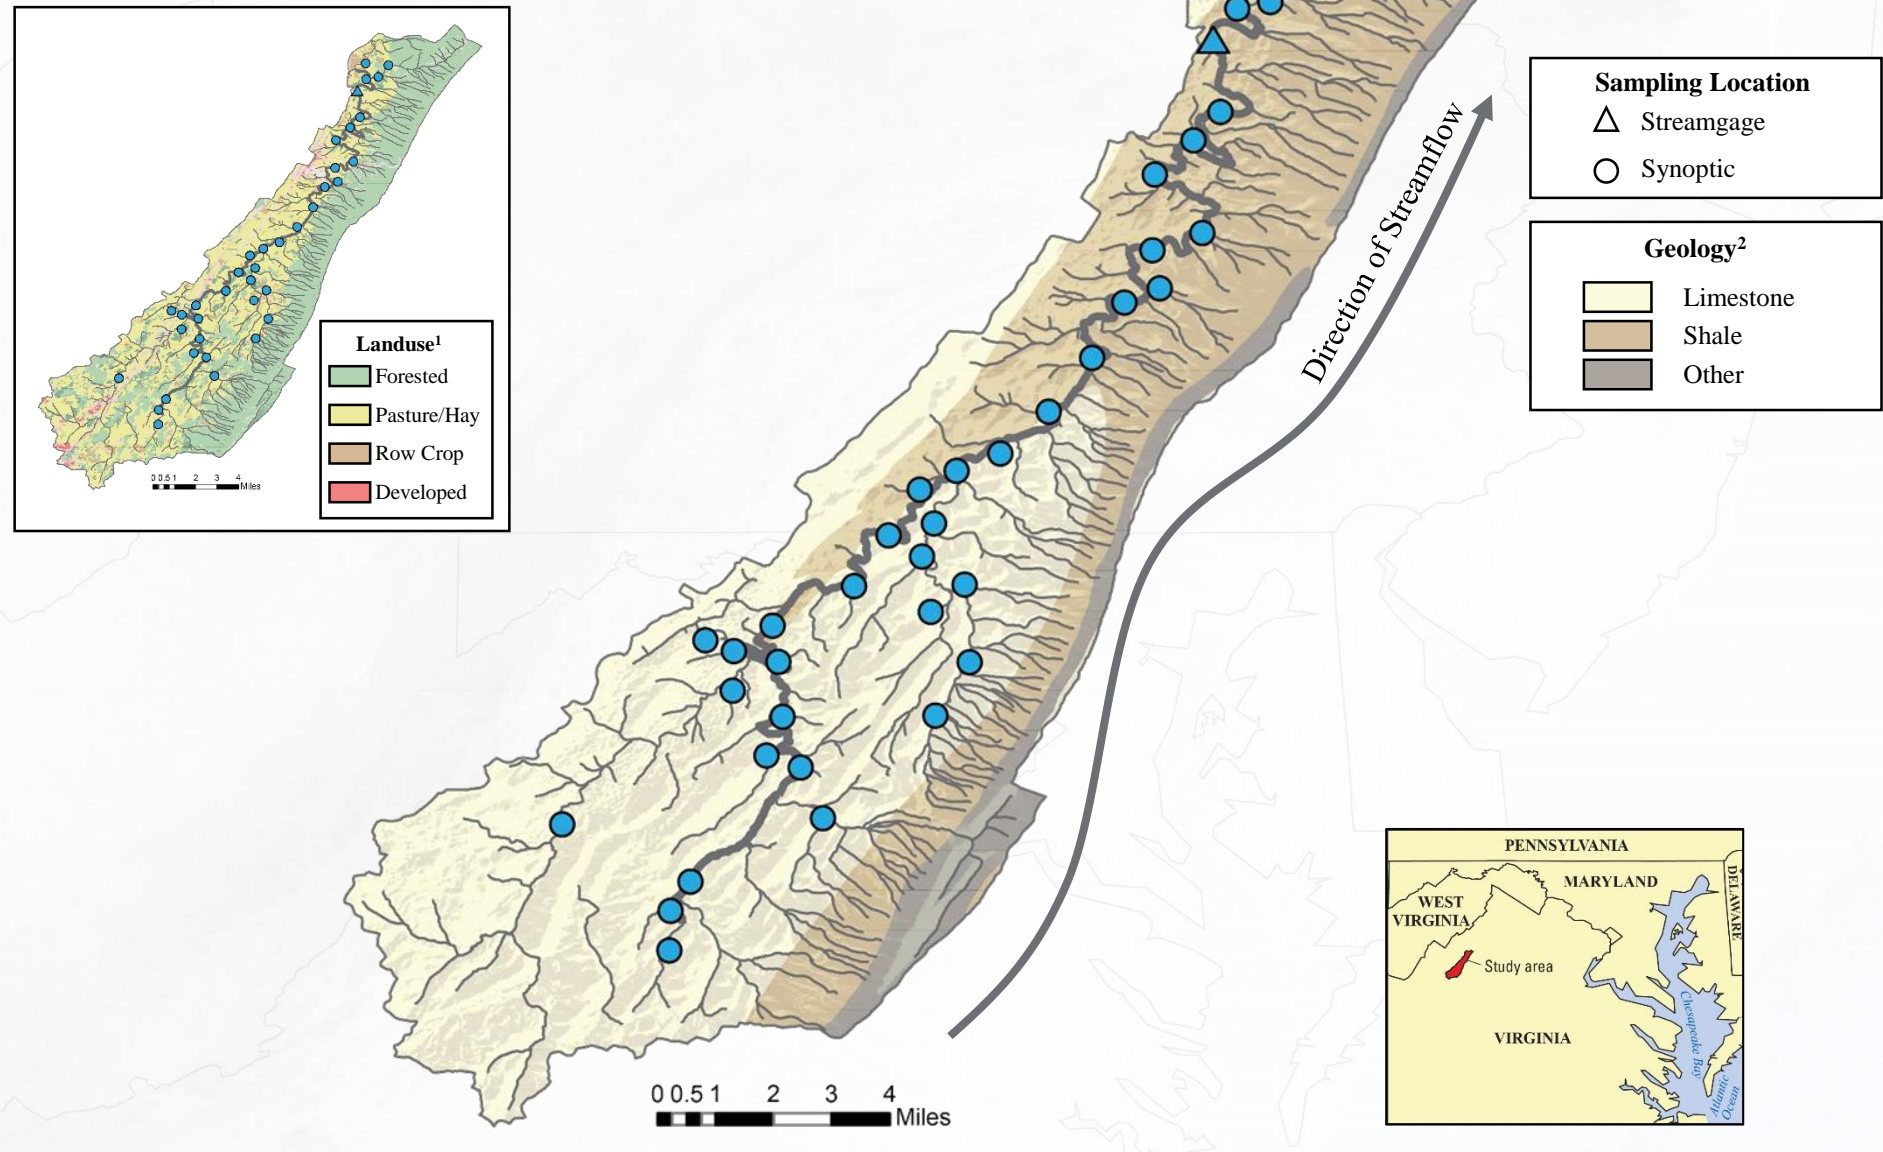 Landuse¹
Forested
Pasture/Hay
Row Crop
Developed
0 0.5 1 2 3 4
Miles
Direction of Streamflow
Sampling Location
Streamgage
Synoptic
Geology²
Limestone
Shale
Other
0 0.5 1 2 3 4
Miles
PENNSYLVANIA
MARYLAND
DELAWARE
WEST
VIRGINIA
Study area
VIRGINIA
Chesapeake Bay
Atlantic
Ocean